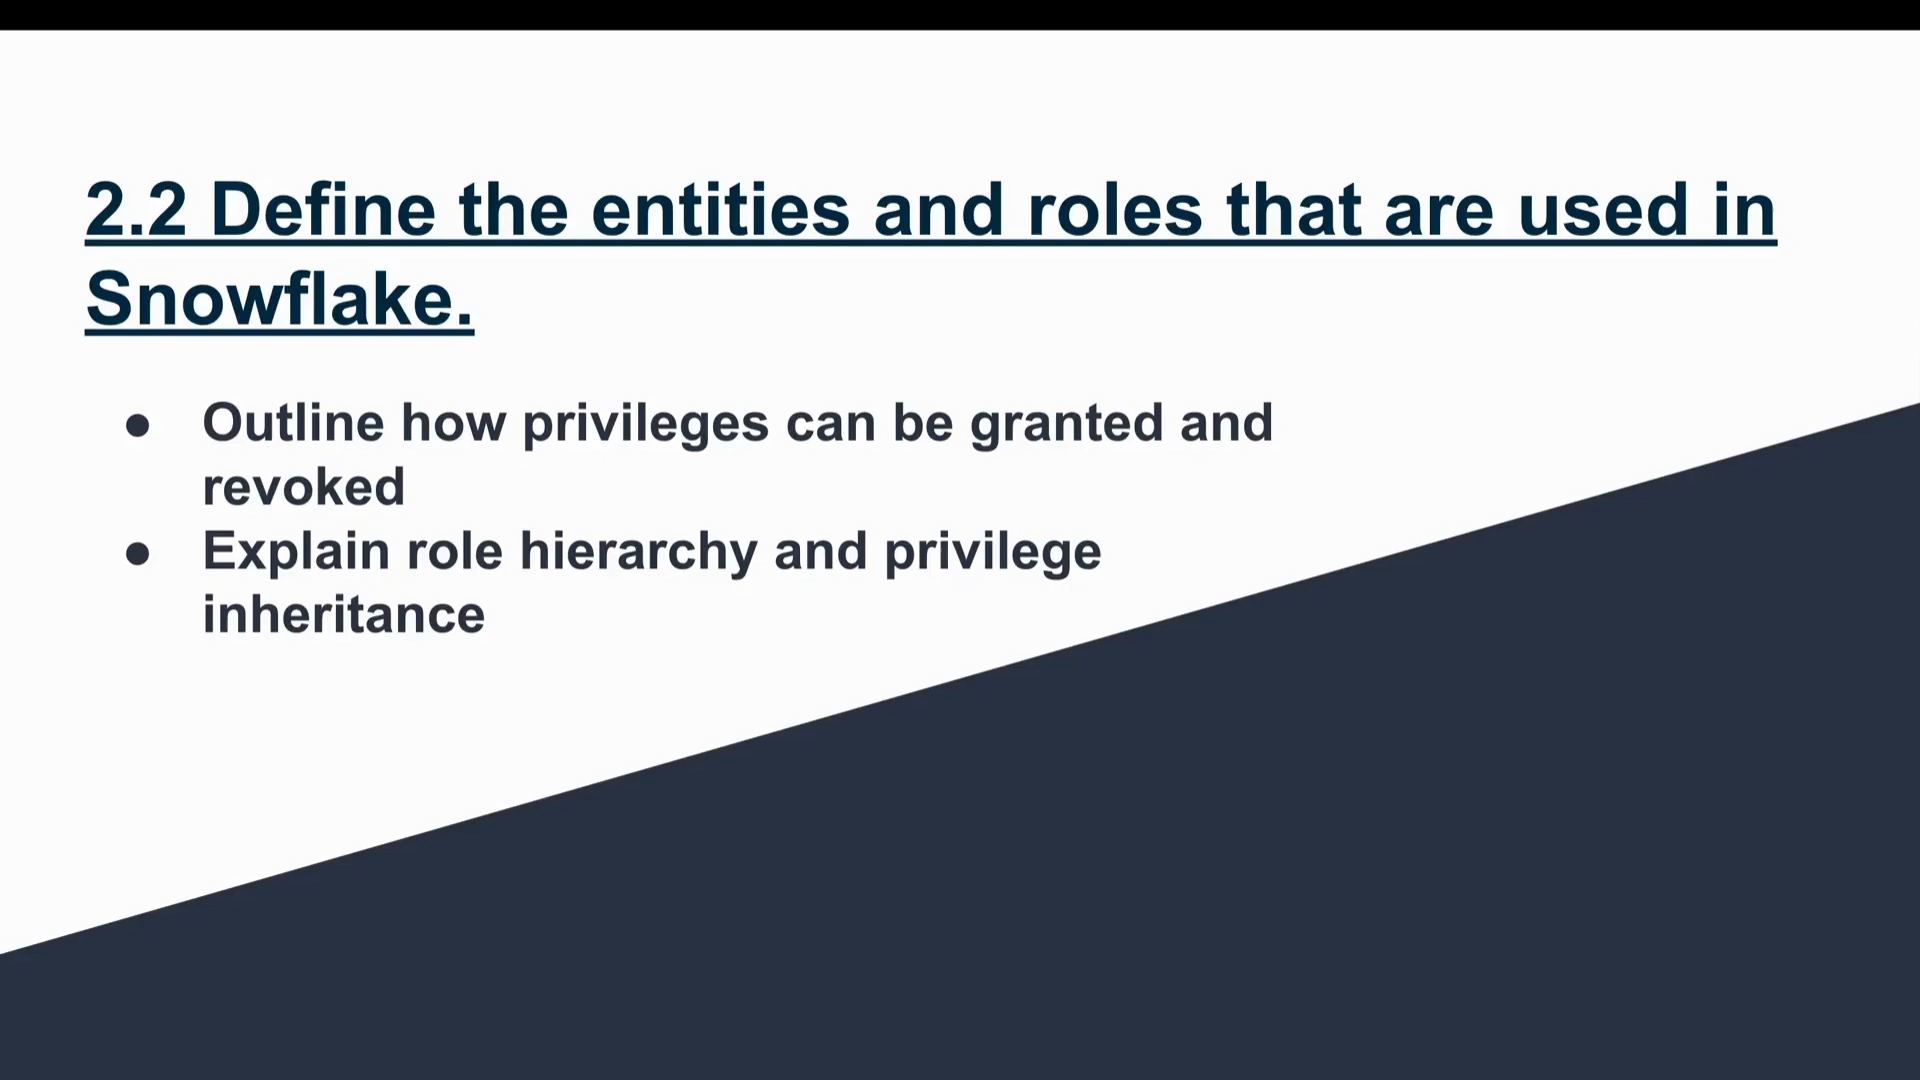 2.2 Define the entities and roles that are used in
Snowflake.
● Outline how privileges can be granted and
revoked
● Explain role hierarchy and privilege
inheritance